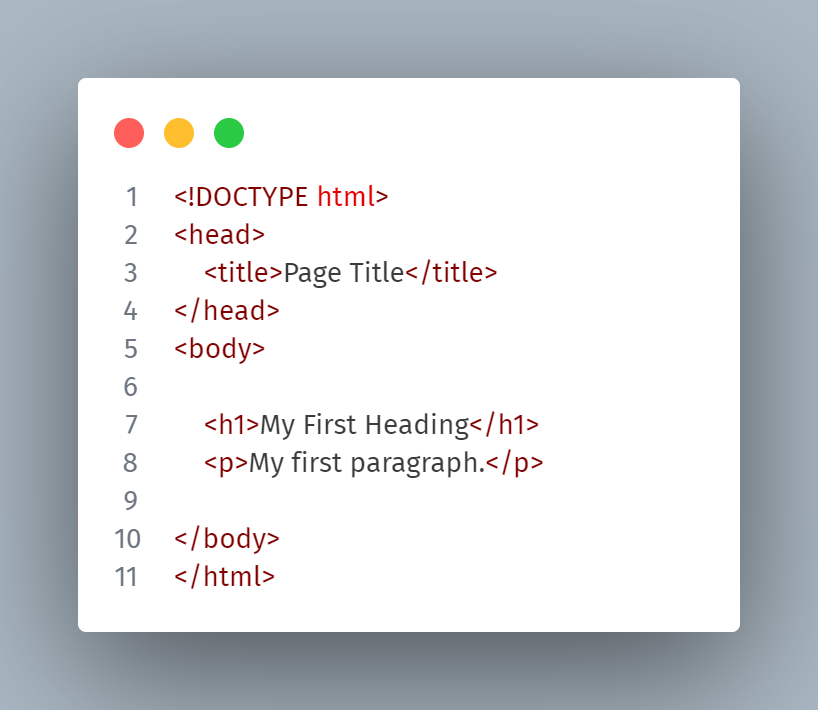 1 <!DOCTYPE html>
2 <head>
3     <title>Page Title</title>
4 </head>
5 <body>
6
7     <h1>My First Heading</h1>
8     <p>My first paragraph.</p>
9
10 </body>
11 </html>